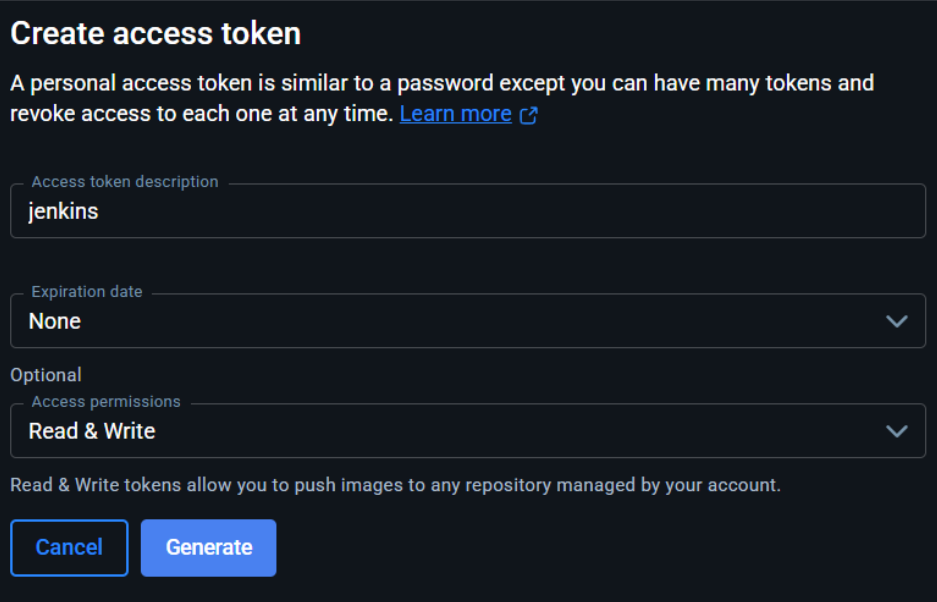 Create access token
A personal access token is similar to a password except you can have many tokens and
revoke access to each one at any time. Learn more
Access token description
jenkins
Expiration date
None
Optional
Access permissions
Read & Write
Read & Write tokens allow you to push images to any repository managed by your account.
Cancel Generate